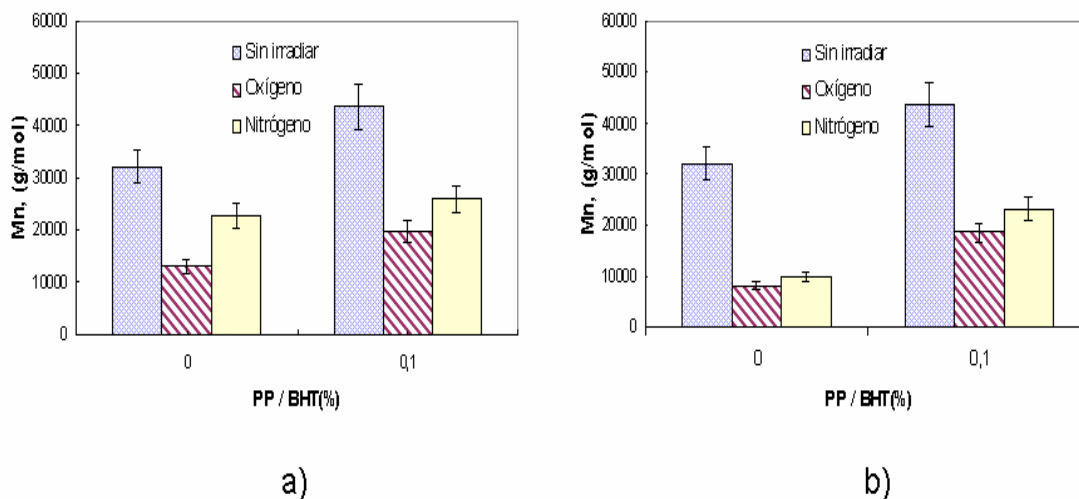 60000
50000
40000
30000
20000
10000
0
Mn, (g/mol)
Sin irradiar
Oxígeno
Nitrógeno
0
0,1
PP / BHT(%)
a)
60000
50000
40000
30000
20000
10000
0
Mn, (g/mol)
Sin irradiar
Oxígeno
Nitrógeno
0
0,1
PP / BHT(%)
b)